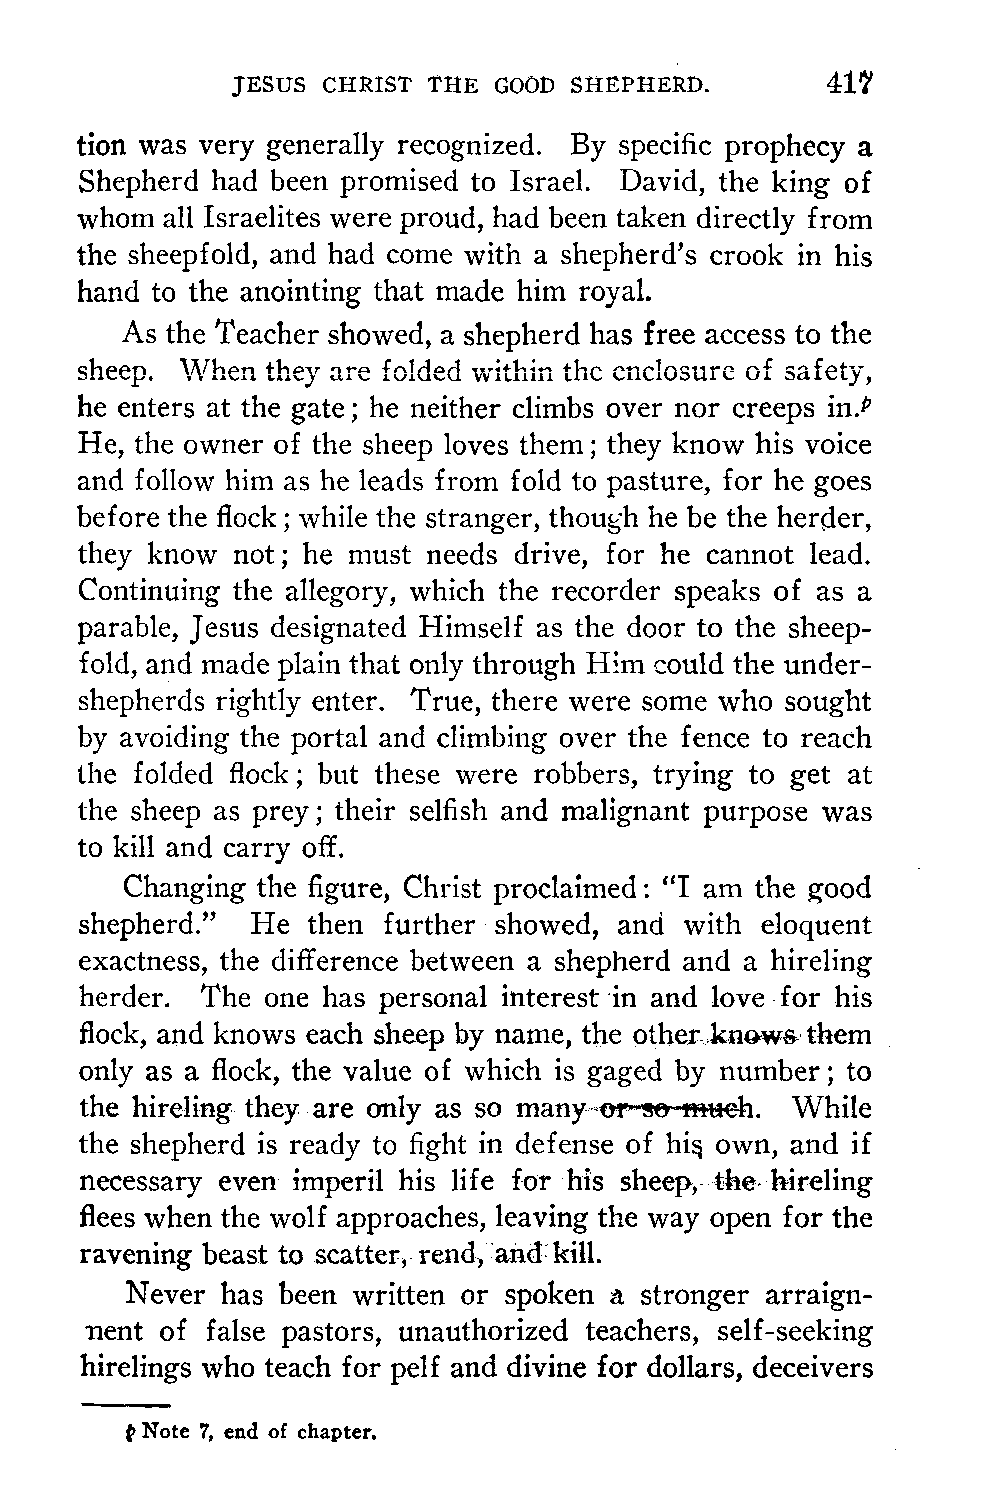 JESUS CHRIST THE GOOD SHEPHERD. 417
tion was very generally recognized. By specific prophecy a
Shepherd had been promised to Israel. David, the king of
whom all Israelites were proud, had been taken directly from
the sheepfold, and had come with a shepherd's crook in his
hand to the anointing that made him royal.
As the Teacher showed, a shepherd has free access to the
sheep. When they are folded within the enclosure of safety,
he enters at the gate; he neither climbs over nor creeps in.p
He, the owner of the sheep loves them; they know his voice
and follow him as he leads from fold to pasture, for he goes
before the flock; while the stranger, though he be the herder,
they know not; he must needs drive, for he cannot lead.
Continuing the allegory, which the recorder speaks of as a
parable, Jesus designated Himself as the door to the sheep-
fold, and made plain that only through Him could the under-
shepherds rightly enter. True, there were some who sought
by avoiding the portal and climbing over the fence to reach
the folded flock; but these were robbers, trying to get at
the sheep as prey; their selfish and malignant purpose was
to kill and carry off.
Changing the figure, Christ proclaimed: "I am the good
shepherd." He then further showed, and with eloquent
exactness, the difference between a shepherd and a hireling
herder. The one has personal interest in and love for his
flock, and knows each sheep by name, the other knows them
only as a flock, the value of which is gaged by number; to
the hireling they are only as so many or so much. While
the shepherd is ready to fight in defense of his own, and if
necessary even imperil his life for his sheep, the hireling
flees when the wolf approaches, leaving the way open for the
ravening beast to scatter, rend, and kill.
Never has been written or spoken a stronger arraign-
nent of false pastors, unauthorized teachers, self-seeking
hirelings who teach for pelf and divine for dollars, deceivers
p Note 7, end of chapter.